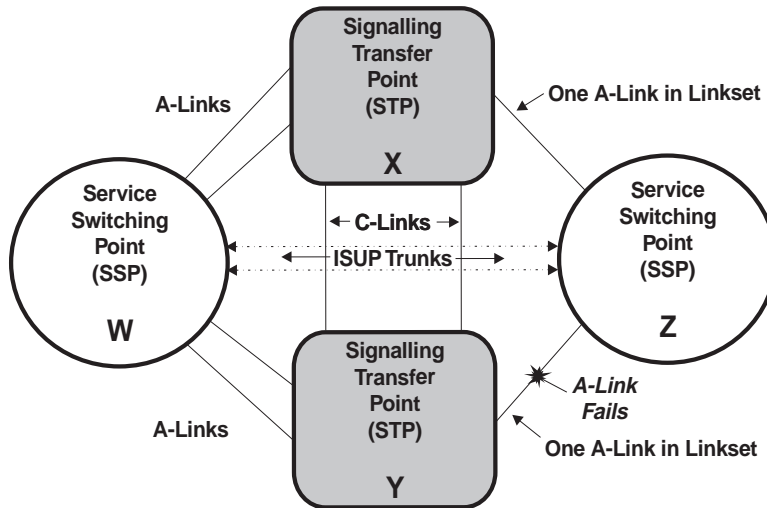 Signalling
Transfer
Point
(STP)
X
A-Links
One A-Link in Linkset
Service
Switching
Point
(SSP)
W
C-Links
ISUP Trunks
Service
Switching
Point
(SSP)
Z
Signalling
Transfer
Point
(STP)
Y
A-Links
A-Link
Fails
One A-Link in Linkset